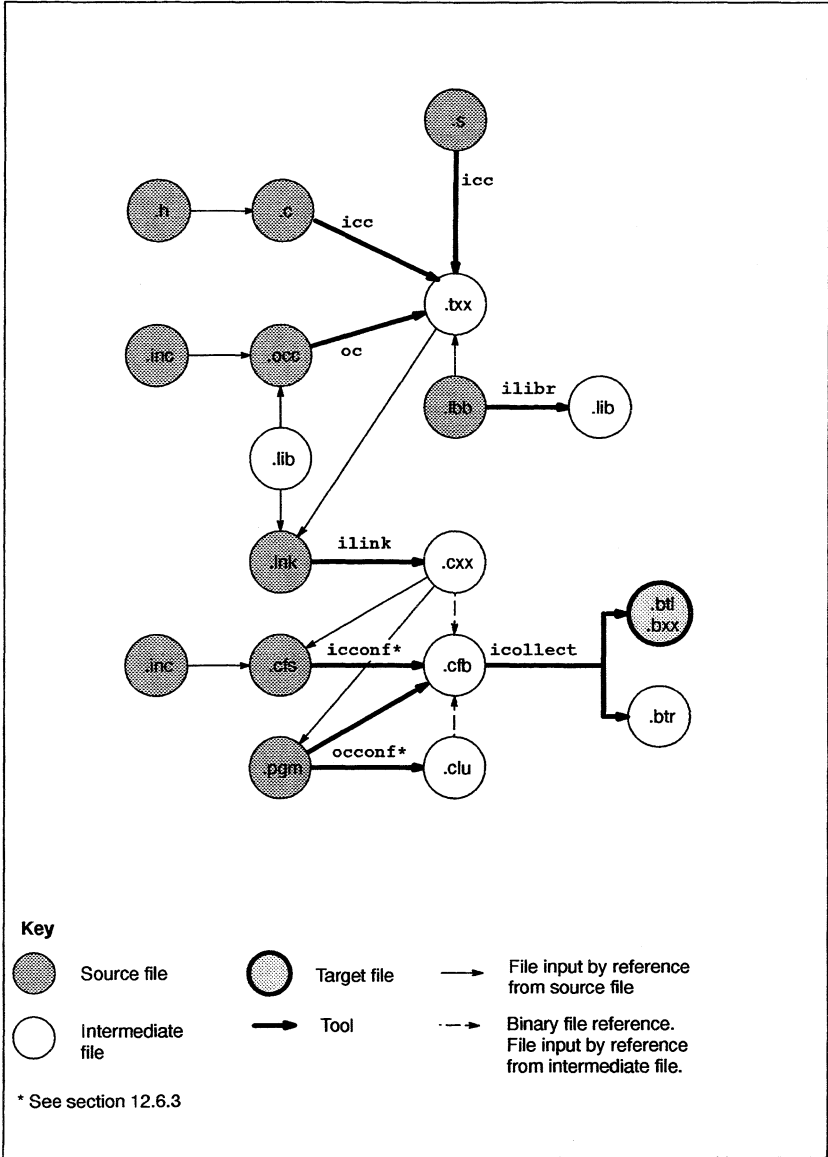 .s
icc
.h
.c
icc
.txx
.inc
.occ
oc
.lbb
ilibr
.lib
.lib
.lnk
ilink
.cxx
.btl
.bxx
.inc
.cfs
icconf*
.cfb
icollect
.btr
.pgm
occonf*
.clu
Key
Source file
Target file
File input by reference
from source file
Intermediate
file
Tool
Binary file reference.
File input by reference
from intermediate file.
* See section 12.6.3